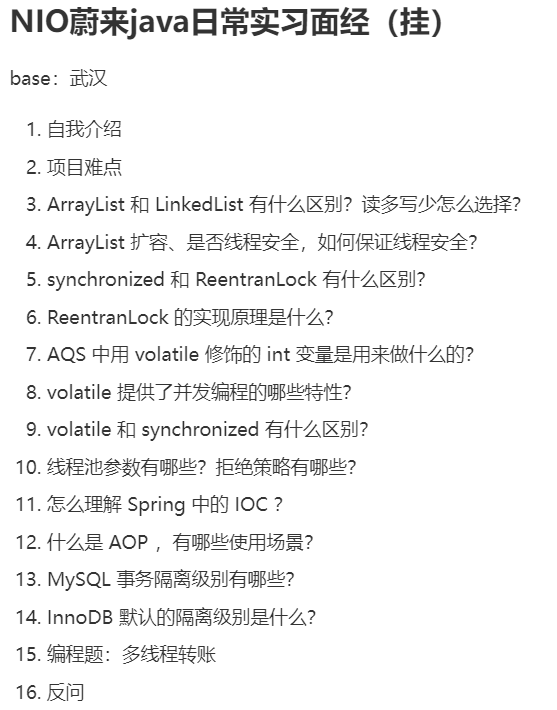 NIO蔚来java日常实习面经（挂）
base：武汉
1. 自我介绍
2. 项目难点
3. ArrayList 和 LinkedList 有什么区别？读多写少怎么选择？
4. ArrayList 扩容、是否线程安全，如何保证线程安全？
5. synchronized 和 ReentranLock 有什么区别？
6. ReentranLock 的实现原理是什么？
7. AQS 中用 volatile 修饰的 int 变量是用来做什么的？
8. volatile 提供了并发编程的哪些特性？
9. volatile 和 synchronized 有什么区别？
10. 线程池参数有哪些？拒绝策略有哪些？
11. 怎么理解 Spring 中的 IOC ？
12. 什么是 AOP ，有哪些使用场景？
13. MySQL 事务隔离级别有哪些？
14. InnoDB 默认的隔离级别是什么？
15. 编程题：多线程转账
16. 反问